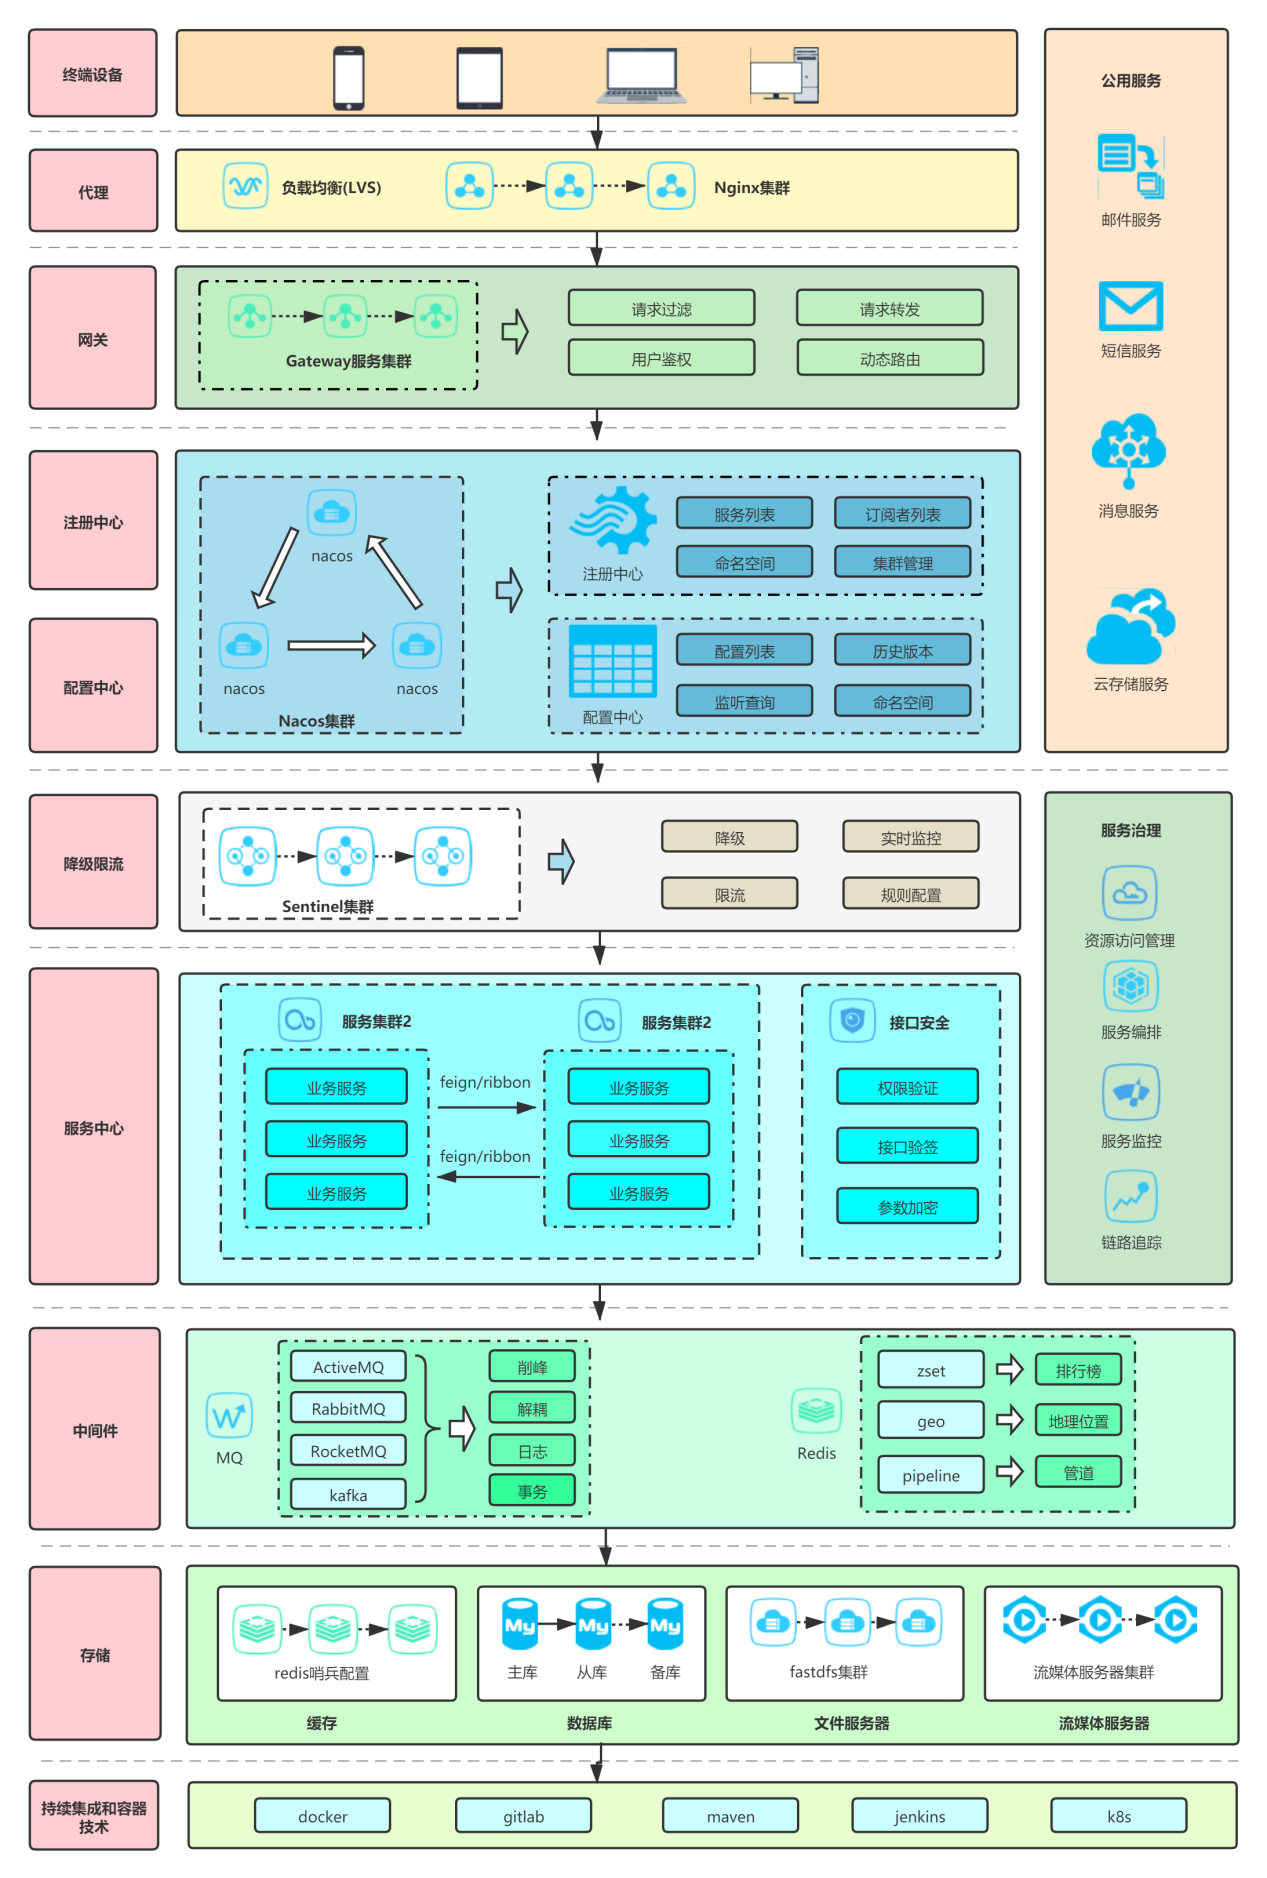 终端设备
公用服务
邮件服务
短信服务
消息服务
云存储服务
代理
负载均衡(LVS)
Nginx集群
网关
Gateway服务集群
请求过滤
请求转发
用户鉴权
动态路由
注册中心
配置中心
nacos
nacos
nacos
Nacos集群
注册中心
服务列表
订阅者列表
命名空间
集群管理
配置中心
配置列表
历史版本
监听查询
命名空间
降级限流
Sentinel集群
降级
实时监控
限流
规则配置
服务治理
资源访问管理
服务编排
服务监控
链路追踪
服务中心
服务集群2
业务服务
业务服务
业务服务
feign/ribbon
feign/ribbon
服务集群2
业务服务
业务服务
业务服务
接口安全
权限验证
接口验签
参数加密
中间件
MQ
ActiveMQ
RabbitMQ
RocketMQ
kafka
削峰
解耦
日志
事务
Redis
zset
排行榜
geo
地理位置
pipeline
管道
存储
redis哨兵配置
缓存
My
My
My
主库
从库
备库
数据库
fastdfs集群
文件服务器
流媒体服务器集群
流媒体服务器
持续集成和容器
技术
docker
gitlab
maven
jenkins
k8s